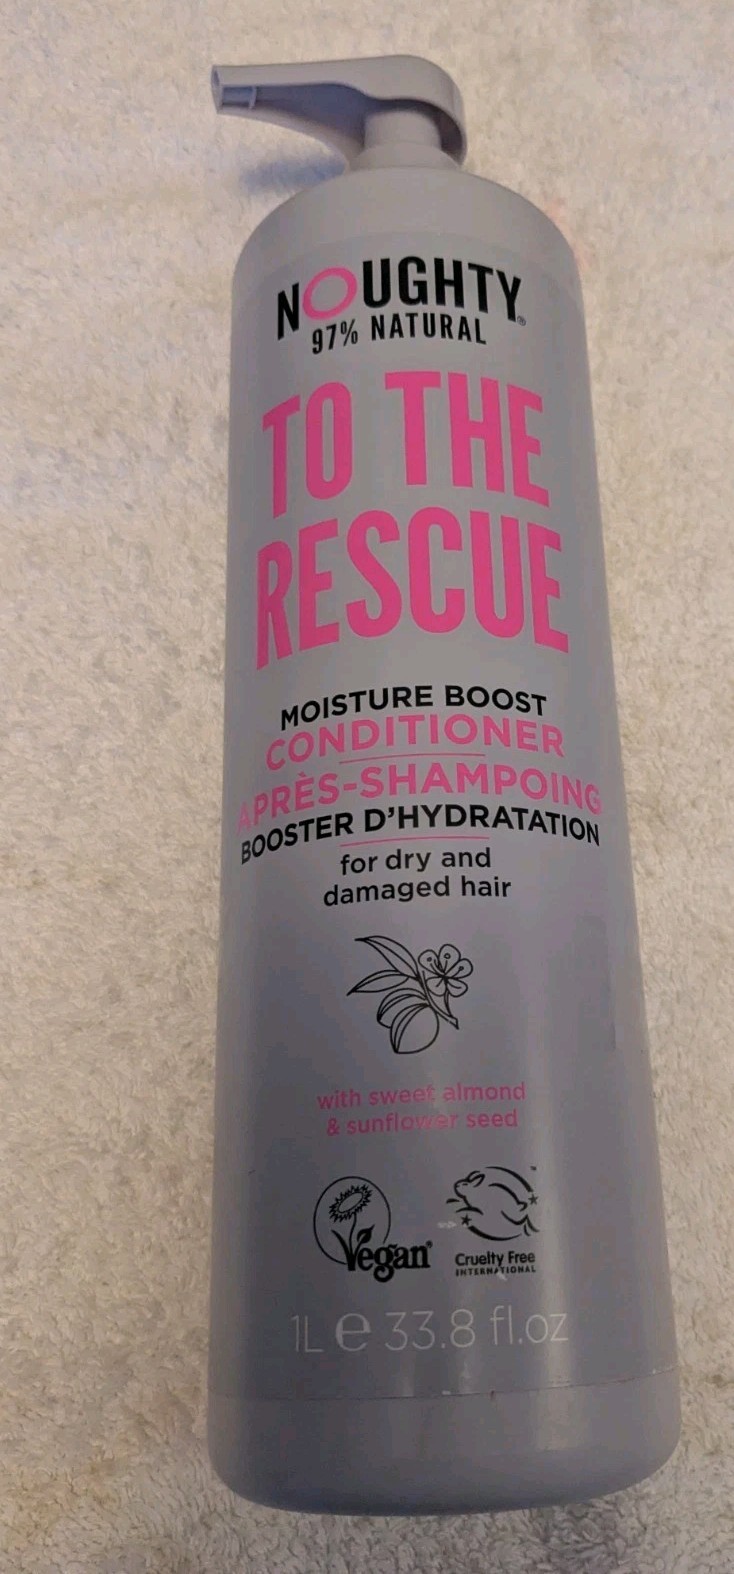 NOUGHTY®
97% NATURAL
TO THE
RESCUE
MOISTURE BOOST
CONDITIONER
APRÈS-SHAMPOING
BOOSTER D'HYDRATATION
for dry and
damaged hair
with sweet almond
& sunflower seed
Vegan®
Cruelty Free™
INTERNATIONAL
1L ℮ 33.8 fl.oz